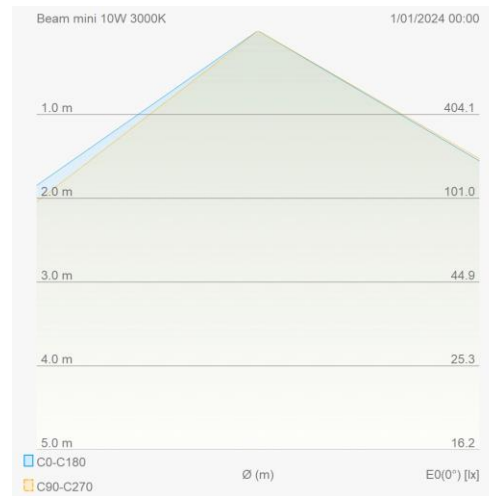 Beam mini 10W 3000K 1/01/2024 00:00
1.0 m 404.1
2.0 m 101.0
3.0 m 44.9
4.0 m 25.3
5.0 m 16.2
C0-C180
Ø (m) E0(0°) [lx]
C90-C270